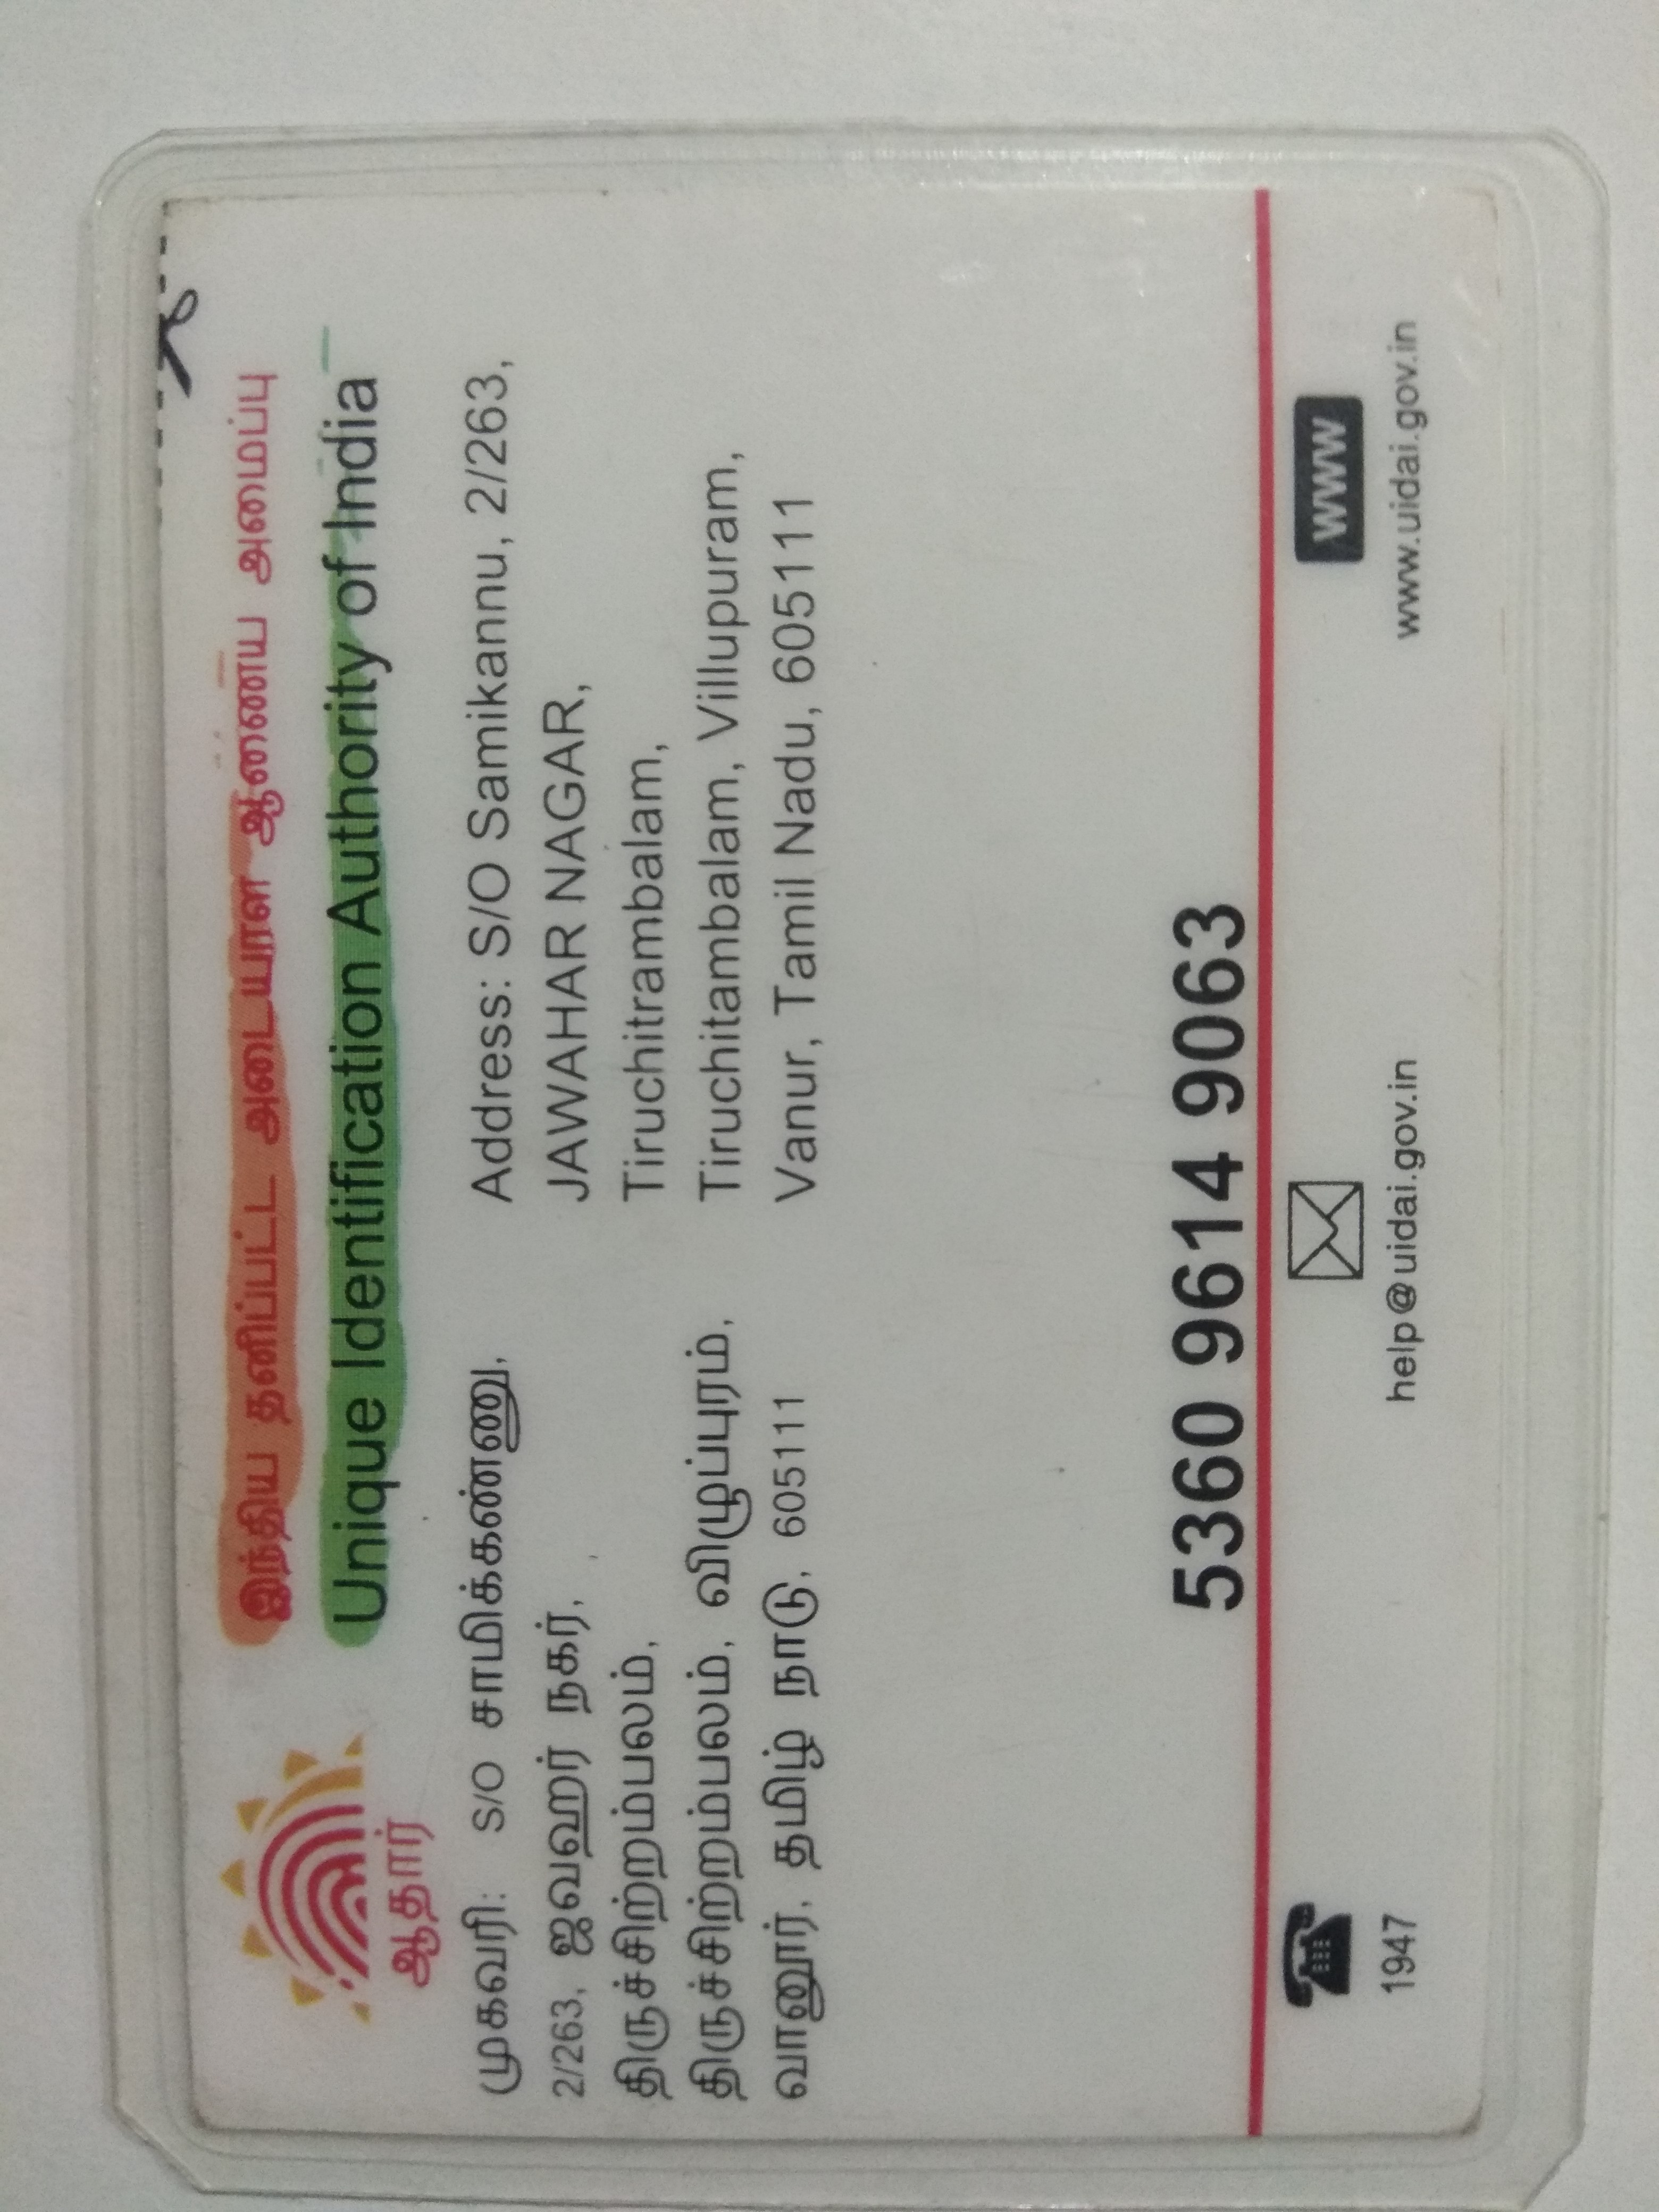 இந்திய தனிப்பட்ட அடையாள ஆணைய அமைப்பு
Unique Identification Authority of India
ஆதார்
முகவரி: S/O சாமிக்கண்ணு,
2/263, ஜவஹர் நகர்,
திருச்சிற்றம்பலம்,
திருச்சிற்றம்பலம், விழுப்புரம்,
வானூர், தமிழ் நாடு, 605111
Address: S/O Samikannu, 2/263,
JAWAHAR NAGAR,
Tiruchitrambalam,
Tiruchitambalam, Villupuram,
Vanur, Tamil Nadu, 605111
5360 9614 9063
1947
help@uidai.gov.in
WWW
www.uidai.gov.in